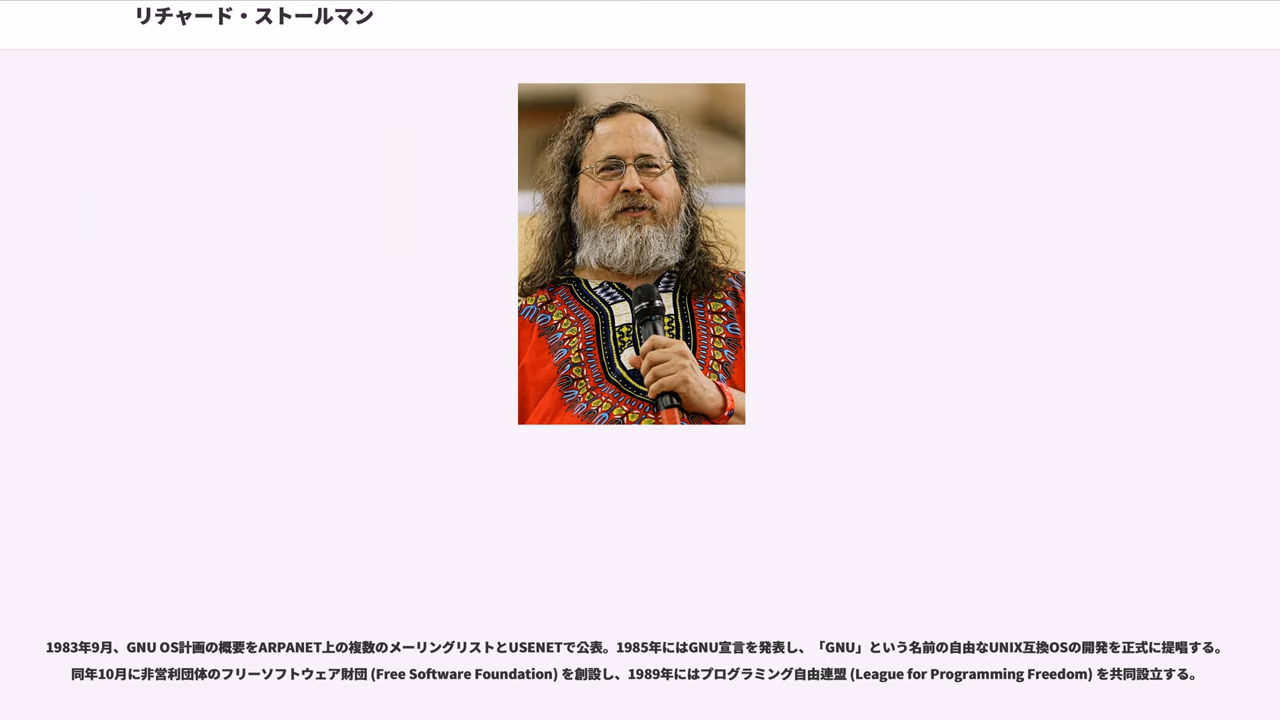 リチャード・ストールマン
1983年9月、GNU OS計画の概要をARPANET上の複数のメーリングリストとUSENETで公表。1985年にはGNU宣言を発表し、「GNU」という名前の自由なUNIX互換OSの開発を正式に提唱する。
同年10月に非営利団体のフリーソフトウェア財団 (Free Software Foundation) を創設し、1989年にはプログラミング自由連盟 (League for Programming Freedom) を共同設立する。